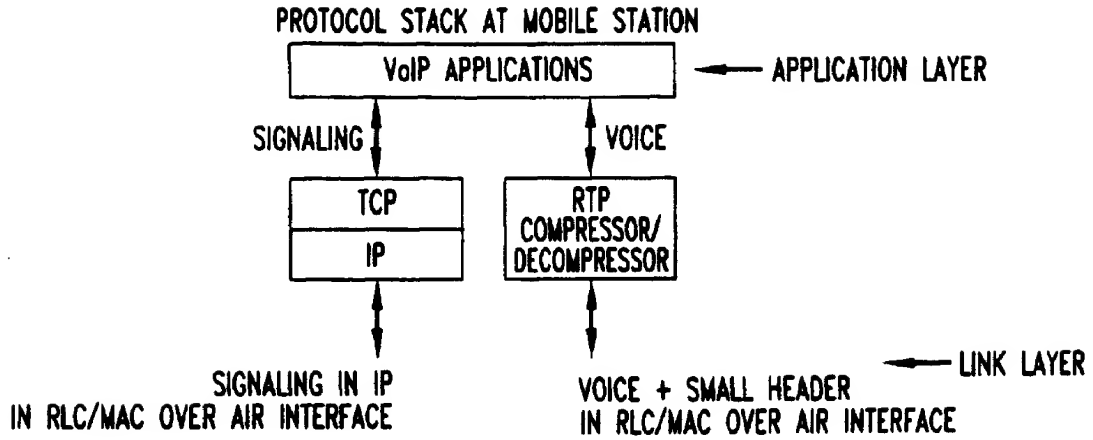 PROTOCOL STACK AT MOBILE STATION
VoIP APPLICATIONS
APPLICATION LAYER
SIGNALING
VOICE
TCP
IP
RTP
COMPRESSOR/
DECOMPRESSOR
LINK LAYER
SIGNALING IN IP
IN RLC/MAC OVER AIR INTERFACE
VOICE + SMALL HEADER
IN RLC/MAC OVER AIR INTERFACE